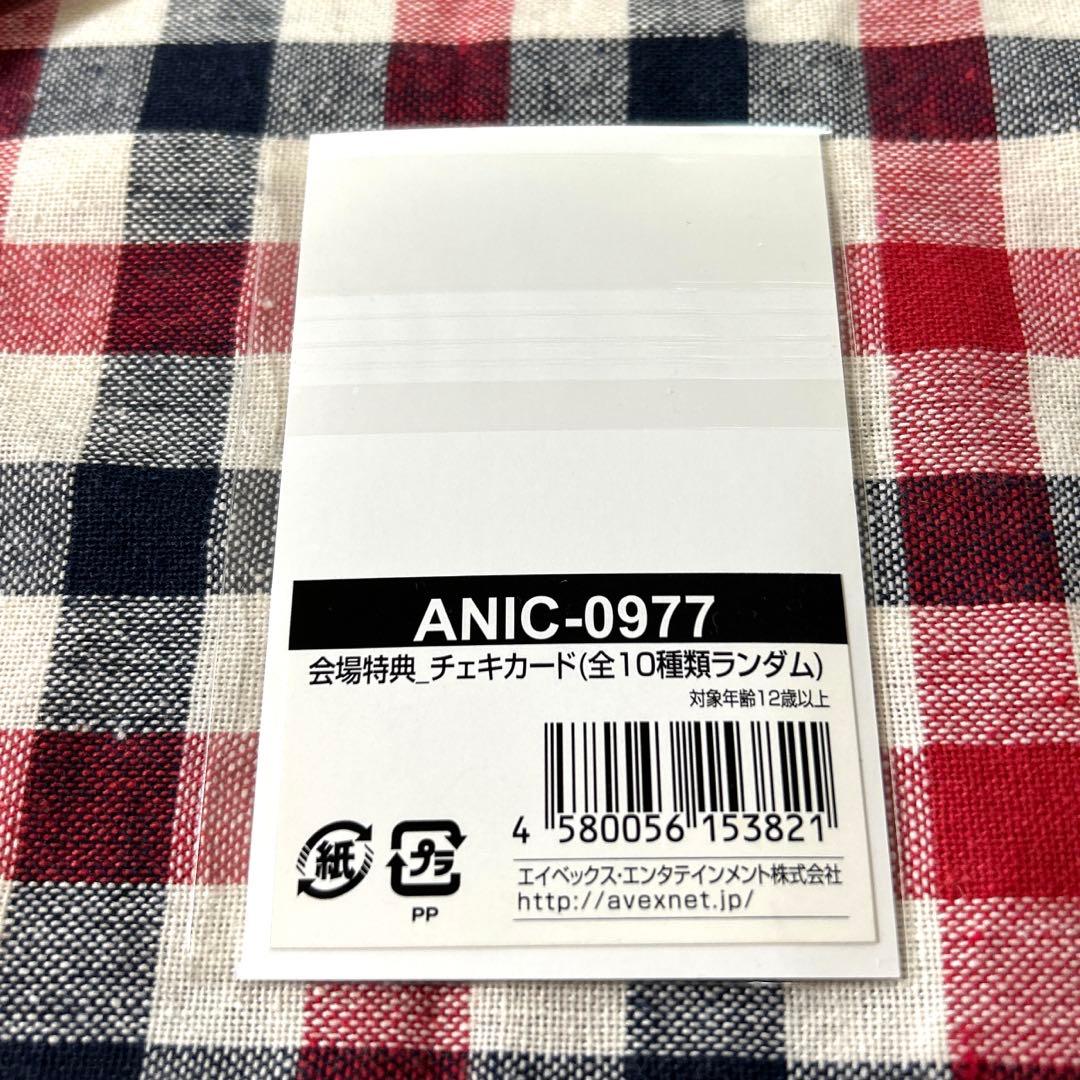 ANIC-0977
会場特典_チェキカード(全10種類ランダム)
対象年齢12歳以上
4 580056 153821
紙
プラ
PP
エイベックス・エンタテインメント株式会社
http://avexnet.jp/